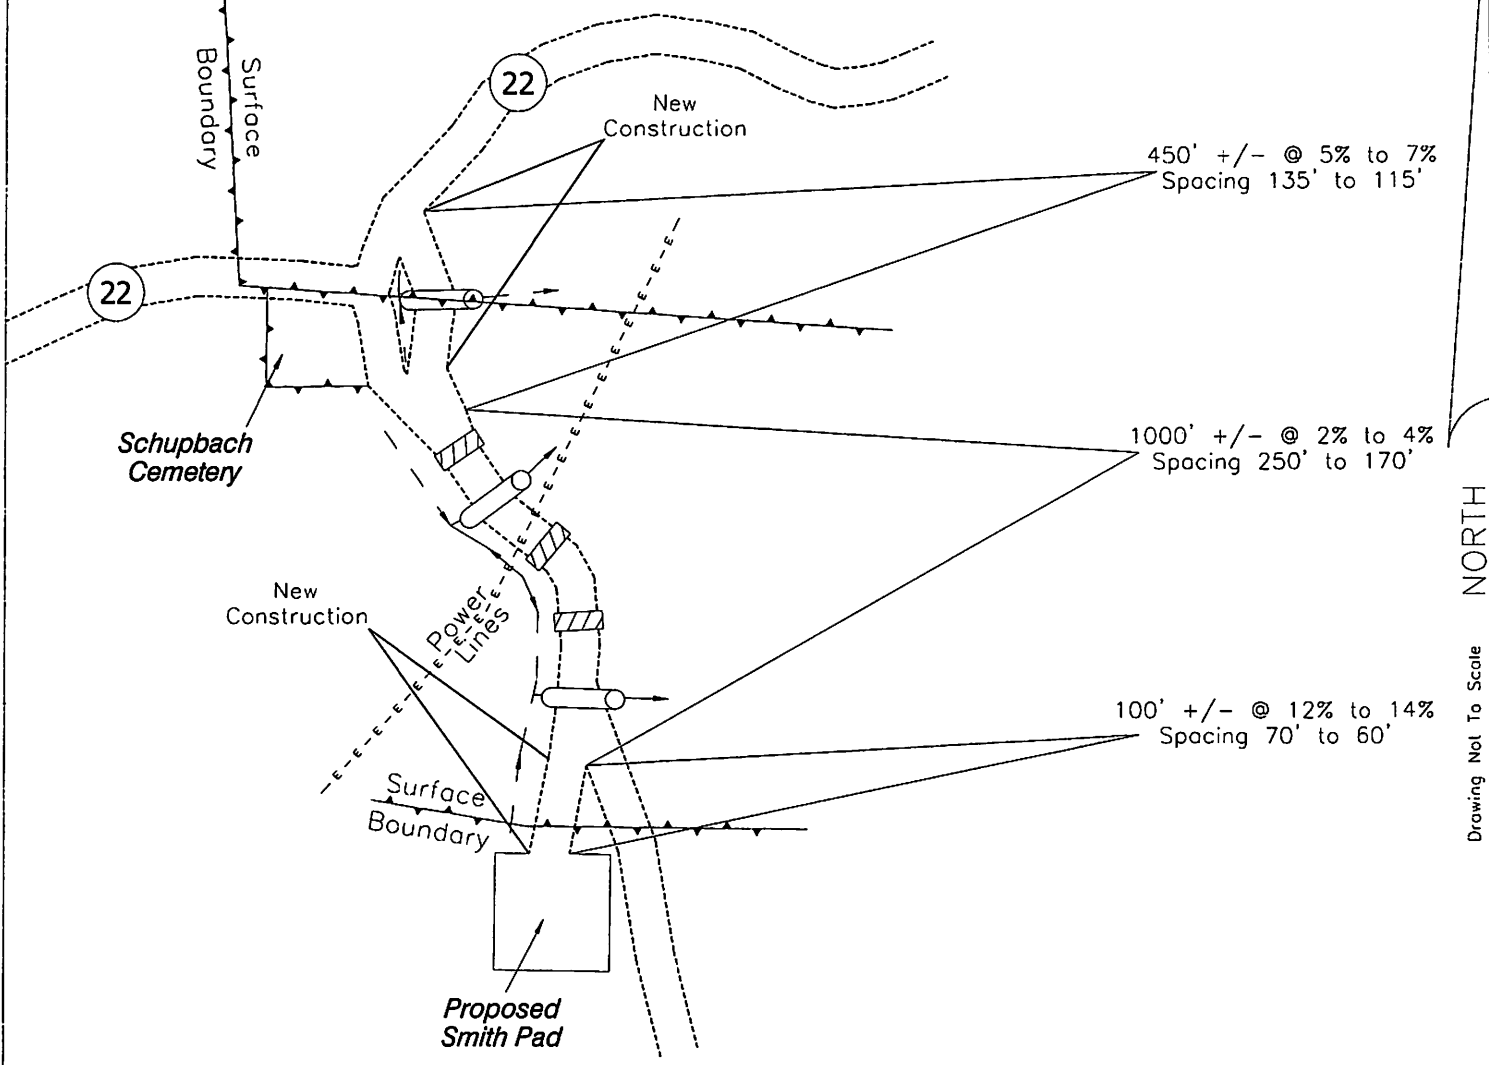 22
Surface
Boundary
New
Construction
450' +/- @ 5% to 7%
Spacing 135' to 115'
22
Schupbach
Cemetery
1000' +/- @ 2% to 4%
Spacing 250' to 170'
NORTH
New
Construction
Power
Lines
E E E E E E E E E E E E E E E E E E E E E E E
Drawing Not To Scale
100' +/- @ 12% to 14%
Spacing 70' to 60'
Surface
Boundary
Proposed
Smith Pad